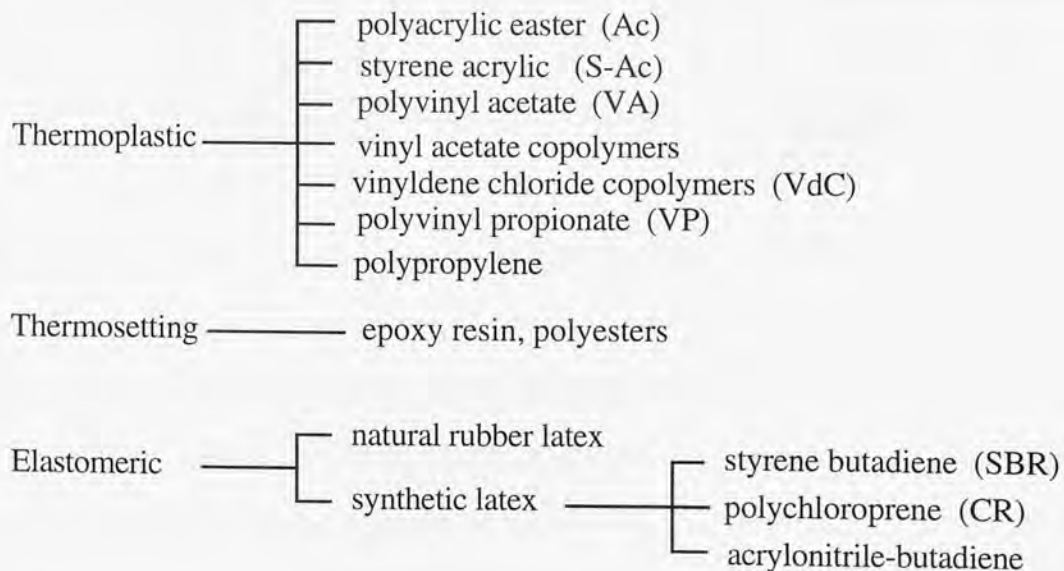 polyacrylic easter (Ac)
styrene acrylic (S-Ac)
polyvinyl acetate (VA)
Thermoplastic
vinyl acetate copolymers
vinyldene chloride copolymers (VdC)
polyvinyl propionate (VP)
polypropylene
Thermosetting
epoxy resin, polyesters
natural rubber latex
Elastomeric
styrene butadiene (SBR)
synthetic latex
polychloroprene (CR)
acrylonitrile-butadiene